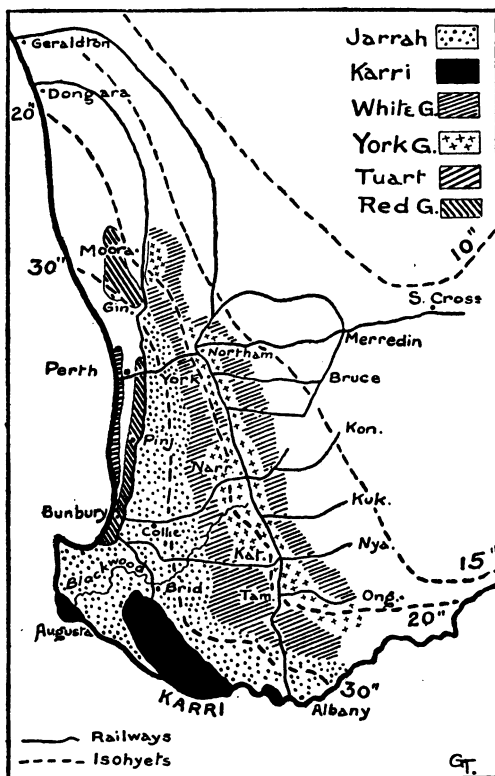 Geraldton
Dongara
20"
30"
Moora
Gin.
Perth
York
Northam
Pinj
Narr
Bunbury
Collie
Kat.
Blackwood
Brid
Tam.
Augusta
KARRI
Albany
30"
20"
Ong.
15"
Nya.
Kuk.
Kon.
Bruce
Merredin
S. Cross
10"
Jarrah
Karri
White G.
York G.
Tuart
Red G.
Railways
Isohyets
GT.